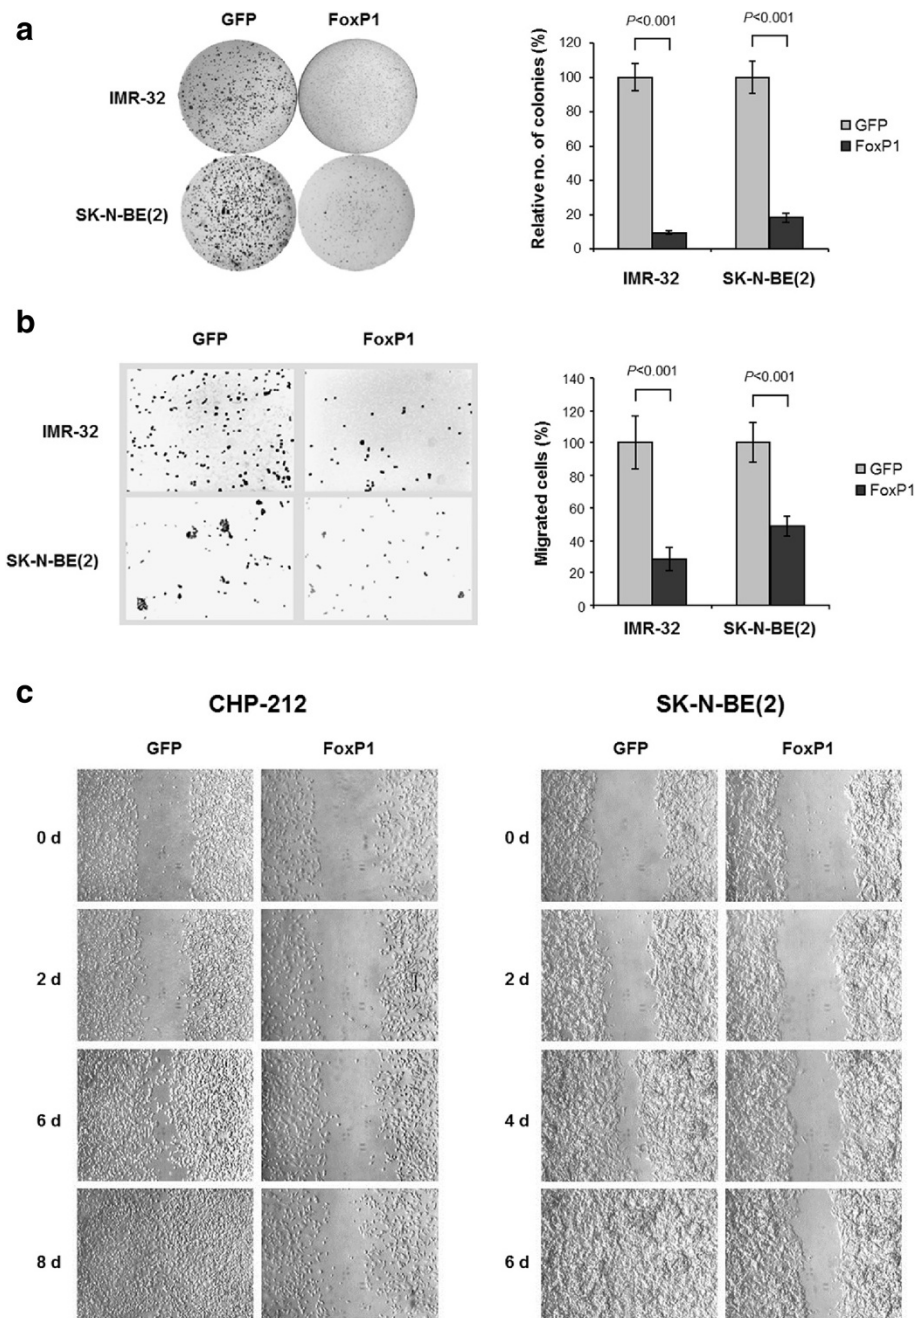 a
GFP FoxP1
IMR-32
SK-N-BE(2)
P<0.001 P<0.001
Relative no. of colonies (%)
120
100
80
60
40
20
0
GFP
FoxP1
IMR-32 SK-N-BE(2)
b
GFP FoxP1
IMR-32
SK-N-BE(2)
P<0.001 P<0.001
Migrated cells (%)
140
120
100
80
60
40
20
0
GFP
FoxP1
IMR-32 SK-N-BE(2)
c
CHP-212 SK-N-BE(2)
GFP FoxP1 GFP FoxP1
0 d 0 d
2 d 2 d
6 d 4 d
8 d 6 d